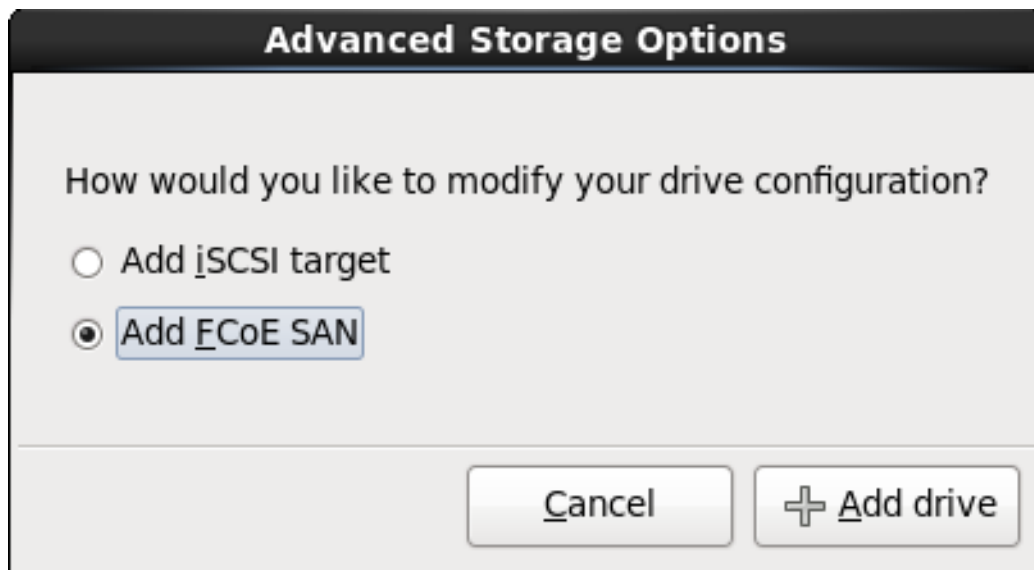 Advanced Storage Options
How would you like to modify your drive configuration?
Add iSCSI target
Add FCoE SAN
Cancel
Add drive